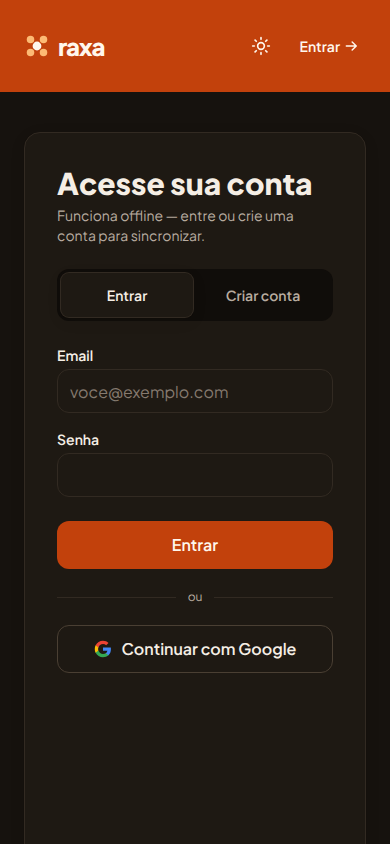 raxa
Entrar →
Acesse sua conta
Funciona offline — entre ou crie uma
conta para sincronizar.
Entrar
Criar conta
Email
voce@exemplo.com
Senha
Entrar
ou
Continuar com Google